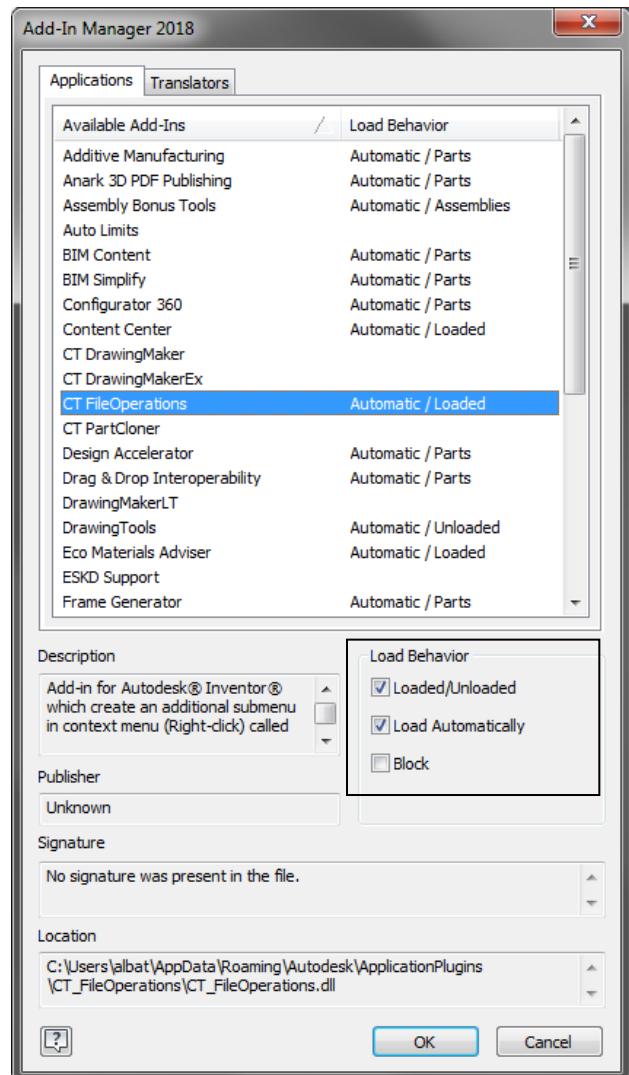 Add-In Manager 2018
Applications Translators
Available Add-Ins Load Behavior
Additive Manufacturing Automatic / Parts
Anark 3D PDF Publishing Automatic / Parts
Assembly Bonus Tools Automatic / Assemblies
Auto Limits
BIM Content Automatic / Parts
BIM Simplify Automatic / Parts
Configurator 360 Automatic / Parts
Content Center Automatic / Loaded
CT DrawingMaker
CT DrawingMakerEx
CT FileOperations Automatic / Loaded
CT PartCloner
Design Accelerator Automatic / Parts
Drag & Drop Interoperability Automatic / Parts
DrawingMakerLT
DrawingTools Automatic / Unloaded
Eco Materials Adviser Automatic / Loaded
ESKD Support
Frame Generator Automatic / Parts
Description
Add-in for Autodesk® Inventor®
which create an additional submenu
in context menu (Right-click) called
Load Behavior
Loaded/Unloaded
Load Automatically
Block
Publisher
Unknown
Signature
No signature was present in the file.
Location
C:\Users\albat\AppData\Roaming\Autodesk\ApplicationPlugins
\CT_FileOperations\CT_FileOperations.dll
? OK Cancel